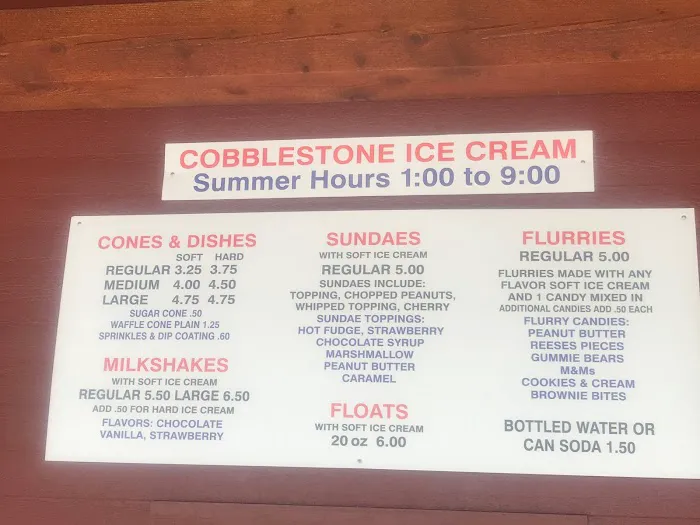 COBBLESTONE ICE CREAM
Summer Hours 1:00 to 9:00
CONES & DISHES
SOFT HARD
REGULAR 3.25 3.75
MEDIUM 4.00 4.50
LARGE 4.75 4.75
SUGAR CONE .50
WAFFLE CONE PLAIN 1.25
SPRINKLES & DIP COATING .60
MILKSHAKES
WITH SOFT ICE CREAM
REGULAR 5.50 LARGE 6.50
ADD .50 FOR HARD ICE CREAM
FLAVORS: CHOCOLATE
VANILLA, STRAWBERRY
SUNDAES
WITH SOFT ICE CREAM
REGULAR 5.00
SUNDAES INCLUDE:
TOPPING, CHOPPED PEANUTS,
WHIPPED TOPPING, CHERRY
SUNDAE TOPPINGS:
HOT FUDGE, STRAWBERRY
CHOCOLATE SYRUP
MARSHMALLOW
PEANUT BUTTER
CARAMEL
FLOATS
WITH SOFT ICE CREAM
20 oz 6.00
FLURRIES
REGULAR 5.00
FLURRIES MADE WITH ANY
FLAVOR SOFT ICE CREAM
AND 1 CANDY MIXED IN
ADDITIONAL CANDIES ADD .50 EACH
FLURRY CANDIES:
PEANUT BUTTER
REESES PIECES
GUMMIE BEARS
M&Ms
COOKIES & CREAM
BROWNIE BITES
BOTTLED WATER OR
CAN SODA 1.50